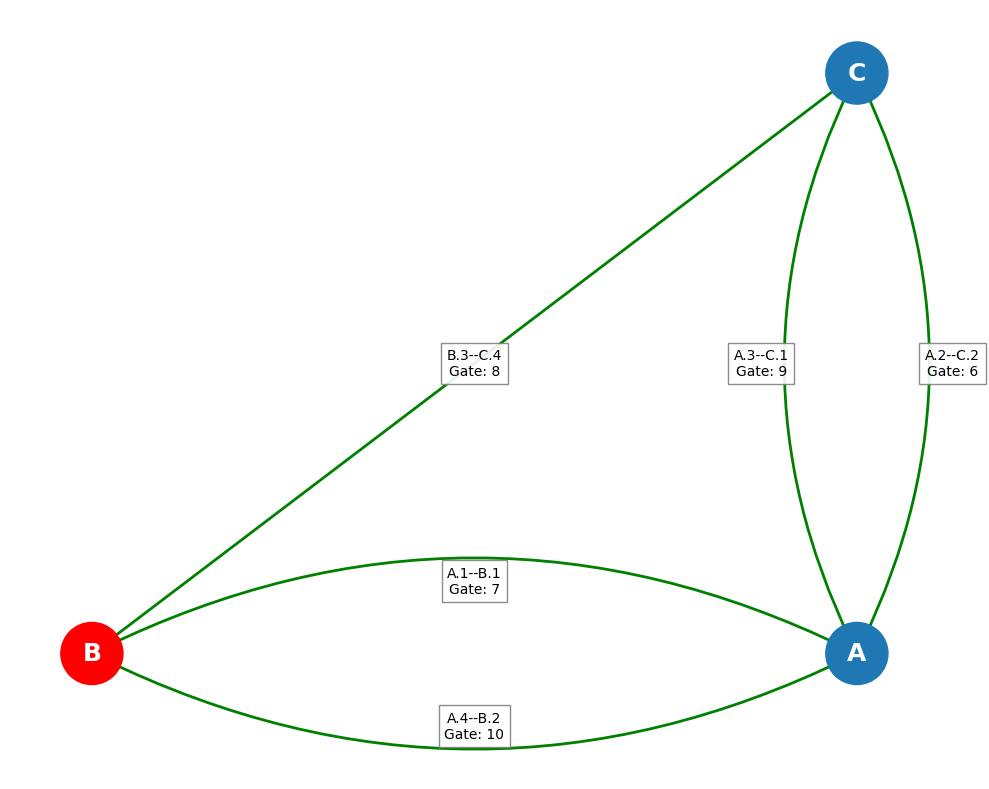 C
B.3--C.4
Gate: 8
A.3--C.1
Gate: 9
A.2--C.2
Gate: 6
A.1--B.1
Gate: 7
B
A
A.4--B.2
Gate: 10